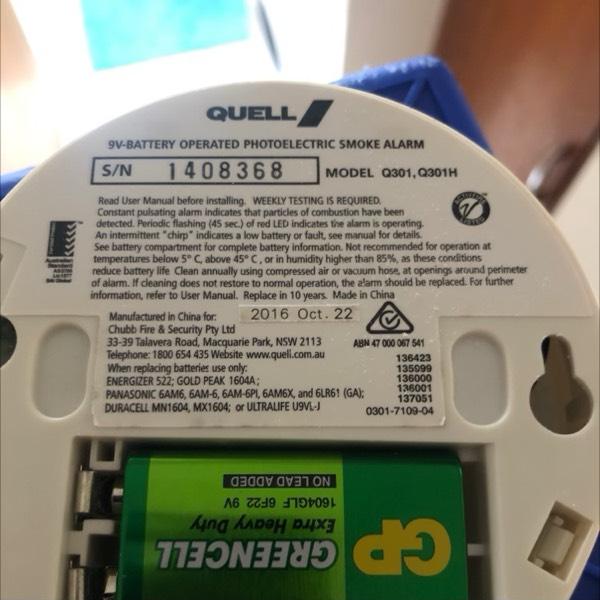 QUELL
9V-BATTERY OPERATED PHOTOELECTRIC SMOKE ALARM
S/N 1408368 MODEL Q301, Q301H
Read User Manual before installing. WEEKLY TESTING IS REQUIRED.
Constant pulsating alarm indicates that particles of combustion have been
detected. Periodic flashing (45 sec.) of red LED indicates the alarm is operating.
An intermittent "chirp" indicates a low battery or fault, see manual for details.
See battery compartment for complete battery information. Not recommended for operation at
temperatures below 5° C, above 45° C, or in humidity higher than 85%, as these conditions
reduce battery life. Clean annually using compressed air or vacuum hose, at openings around perimeter
of alarm. If cleaning does not restore to normal operation, the alarm should be replaced. For further
information, refer to User Manual. Replace in 10 years. Made in China
Australian
Standard
Manufactured in China for: 2016 Oct. 22
Chubb Fire & Security Pty Ltd
33-39 Talavera Road, Macquarie Park, NSW 2113
Telephone: 1800 654 435 Website www.quell.com.au
When replacing batteries use only:
ENERGIZER 522; GOLD PEAK 1604A;
PANASONIC 6AM6, 6AM-6, 6AM-6PI, 6AM6X, and 6LR61 (GA);
DURACELL MN1604, MX1604; or ULTRALIFE U9VL-J
ABN 47 000 067 541
136423
135999
136000
136001
137051
0301-7109-04
GP GREENCELL
Extra Heavy Duty
1604GLF 6F22 9V
NO LEAD ADDED